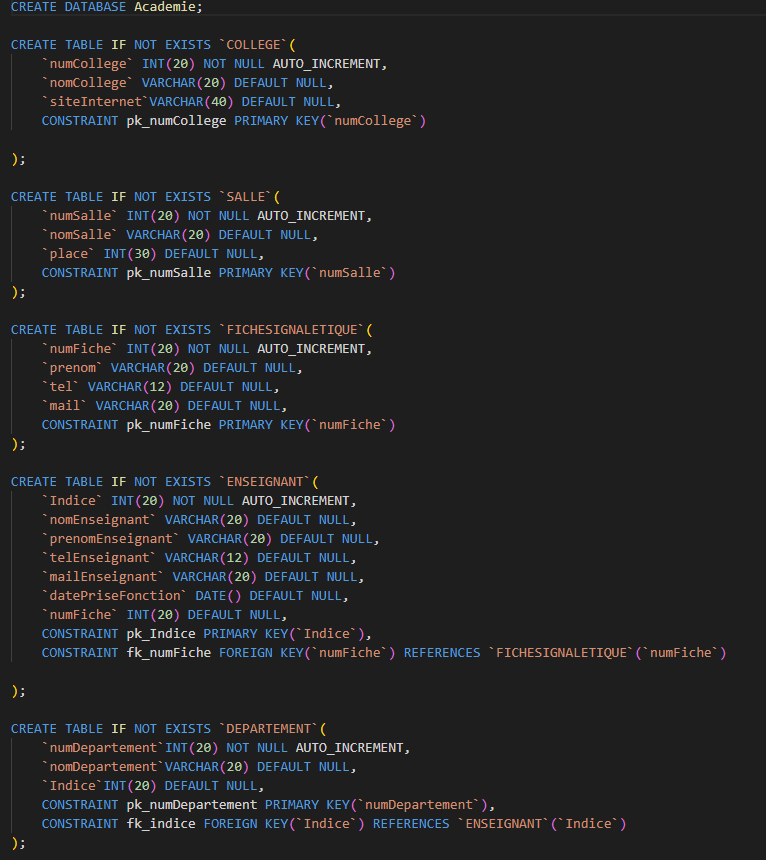 CREATE DATABASE Academie;
CREATE TABLE IF NOT EXISTS `COLLEGE`(
`numCollege` INT(20) NOT NULL AUTO_INCREMENT,
`nomCollege` VARCHAR(20) DEFAULT NULL,
`siteInternet`VARCHAR(40) DEFAULT NULL,
CONSTRAINT pk_numCollege PRIMARY KEY(`numCollege`)
);
CREATE TABLE IF NOT EXISTS `SALLE`(
`numSalle` INT(20) NOT NULL AUTO_INCREMENT,
`nomSalle` VARCHAR(20) DEFAULT NULL,
`place` INT(30) DEFAULT NULL,
CONSTRAINT pk_numSalle PRIMARY KEY(`numSalle`)
);
CREATE TABLE IF NOT EXISTS `FICHESIGNALETIQUE`(
`numFiche` INT(20) NOT NULL AUTO_INCREMENT,
`prenom` VARCHAR(20) DEFAULT NULL,
`tel` VARCHAR(12) DEFAULT NULL,
`mail` VARCHAR(20) DEFAULT NULL,
CONSTRAINT pk_numFiche PRIMARY KEY(`numFiche`)
);
CREATE TABLE IF NOT EXISTS `ENSEIGNANT`(
`Indice` INT(20) NOT NULL AUTO_INCREMENT,
`nomEnseignant` VARCHAR(20) DEFAULT NULL,
`prenomEnseignant` VARCHAR(20) DEFAULT NULL,
`telEnseignant` VARCHAR(12) DEFAULT NULL,
`mailEnseignant` VARCHAR(20) DEFAULT NULL,
`datePriseFonction` DATE() DEFAULT NULL,
`numFiche` INT(20) DEFAULT NULL,
CONSTRAINT pk_Indice PRIMARY KEY(`Indice`),
CONSTRAINT fk_numFiche FOREIGN KEY(`numFiche`) REFERENCES `FICHESIGNALETIQUE`(`numFiche`)
);
CREATE TABLE IF NOT EXISTS `DEPARTEMENT`(
`numDepartement`INT(20) NOT NULL AUTO_INCREMENT,
`nomDepartement`VARCHAR(20) DEFAULT NULL,
`Indice`INT(20) DEFAULT NULL,
CONSTRAINT pk_numDepartement PRIMARY KEY(`numDepartement`),
CONSTRAINT fk_indice FOREIGN KEY(`Indice`) REFERENCES `ENSEIGNANT`(`Indice`)
);